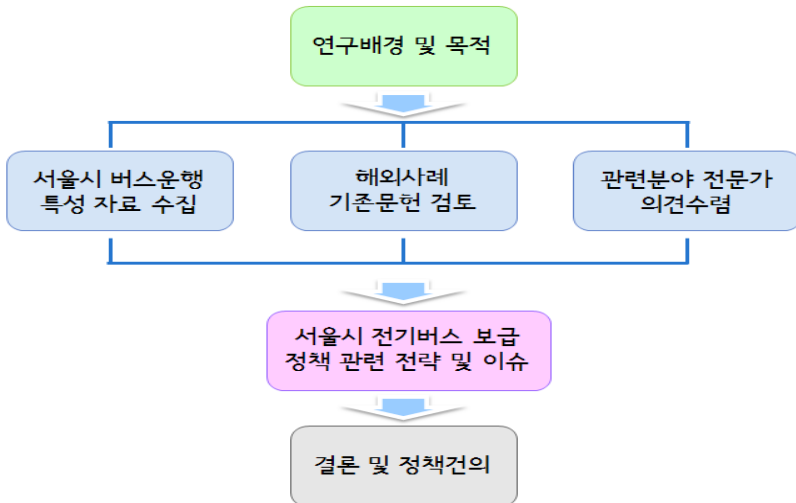 연구배경 및 목적
서울시 버스운행
특성 자료 수집
해외사례
기존문헌 검토
관련분야 전문가
의견수렴
서울시 전기버스 보급
정책 관련 전략 및 이슈
결론 및 정책건의